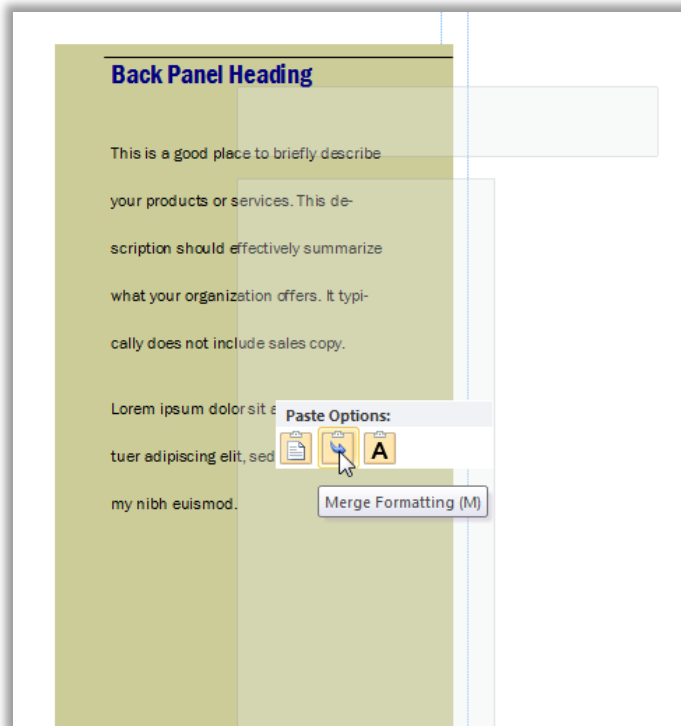 Back Panel Heading
This is a good place to briefly describe
your products or services. This de-
scription should effectively summarize
what your organization offers. It typi-
cally does not include sales copy.
Lorem ipsum dolor sit a
Paste Options:
tuer adipiscing elit, sed
A
my nibh euismod.
Merge Formatting (M)